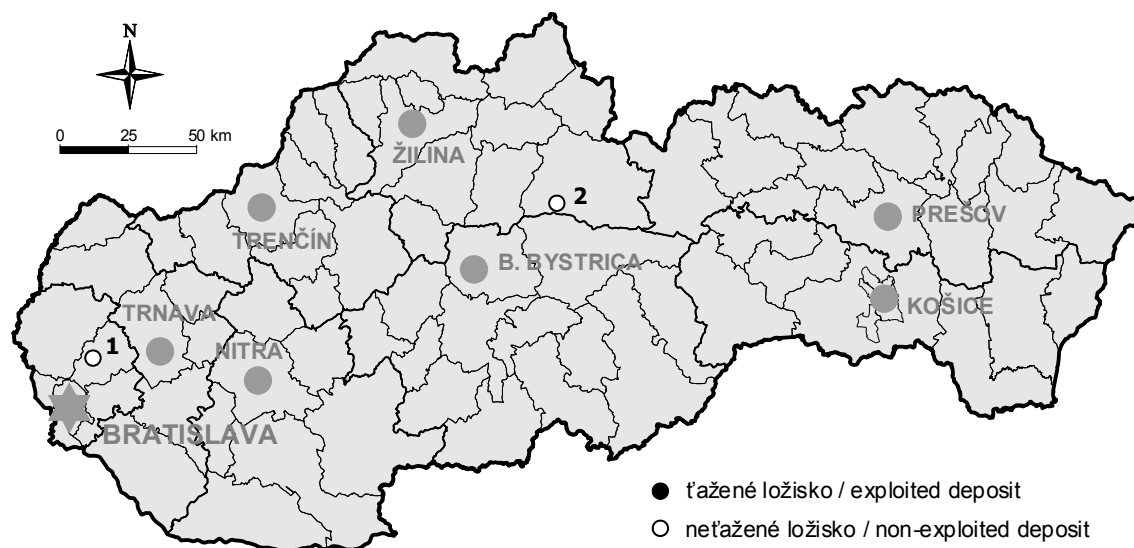 N
0 25 50 km
ŽILINA
2
TRENČÍN
PREŠOV
B. BYSTRICA
KOŠICE
TRNAVA
1
NITRA
BRATISLAVA
ťažené ložisko / exploited deposit
neťažené ložisko / non-exploited deposit